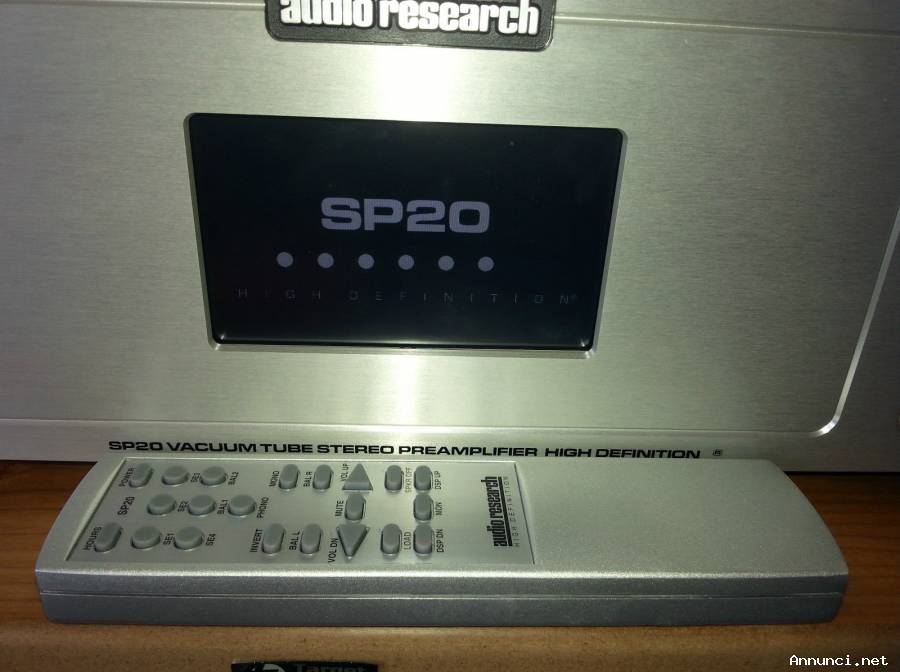 audio research
SP20
HIGH DEFINITION®
SP20 VACUUM TUBE STEREO PREAMPLIFIER HIGH DEFINITION ®
POWER
SE3
BAL2
MONO
BAL R
VOL UP
SPKR OFF
DSP UP
SP20
SE2
BAL1
PHONO
MUTE
MON
HOURS
SE1
SE4
INVERT
BAL L
VOL DN
LOAD
DSP DN
audio research
HIGH DEFINITION
Target
Annunci.net